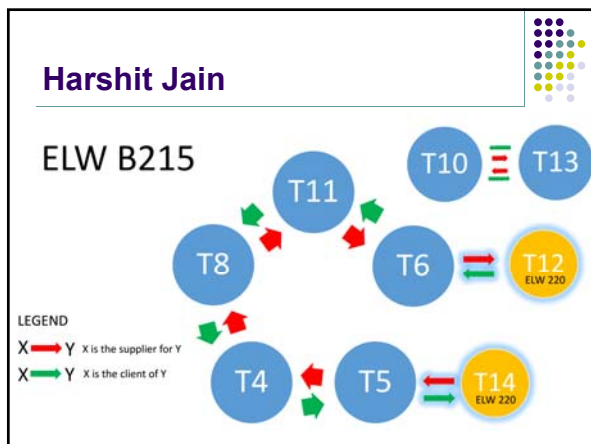 Harshit Jain
ELW B215
T10
T13
T11
T8
T6
T12
ELW 220
LEGEND
X Y X is the supplier for Y
X Y X is the client of Y
T4
T5
T14
ELW 220